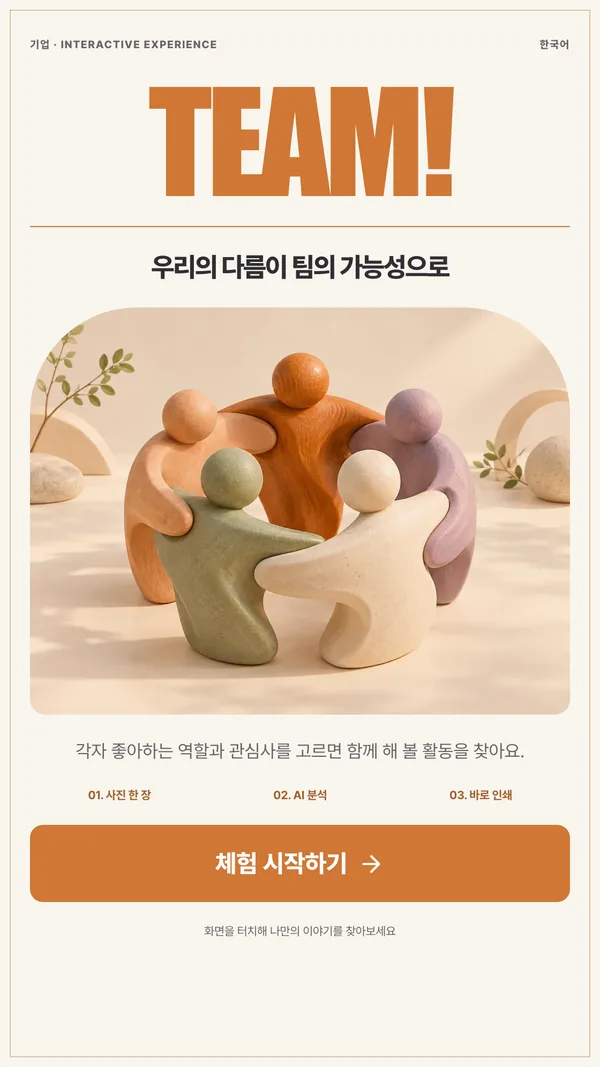 기업 · INTERACTIVE EXPERIENCE
한국어
TEAM!
우리의 다름이 팀의 가능성으로
각자 좋아하는 역할과 관심사를 고르면 함께 해 볼 활동을 찾아요.
01. 사진 한 장
02. AI 분석
03. 바로 인쇄
체험 시작하기 →
화면을 터치해 나만의 이야기를 찾아보세요